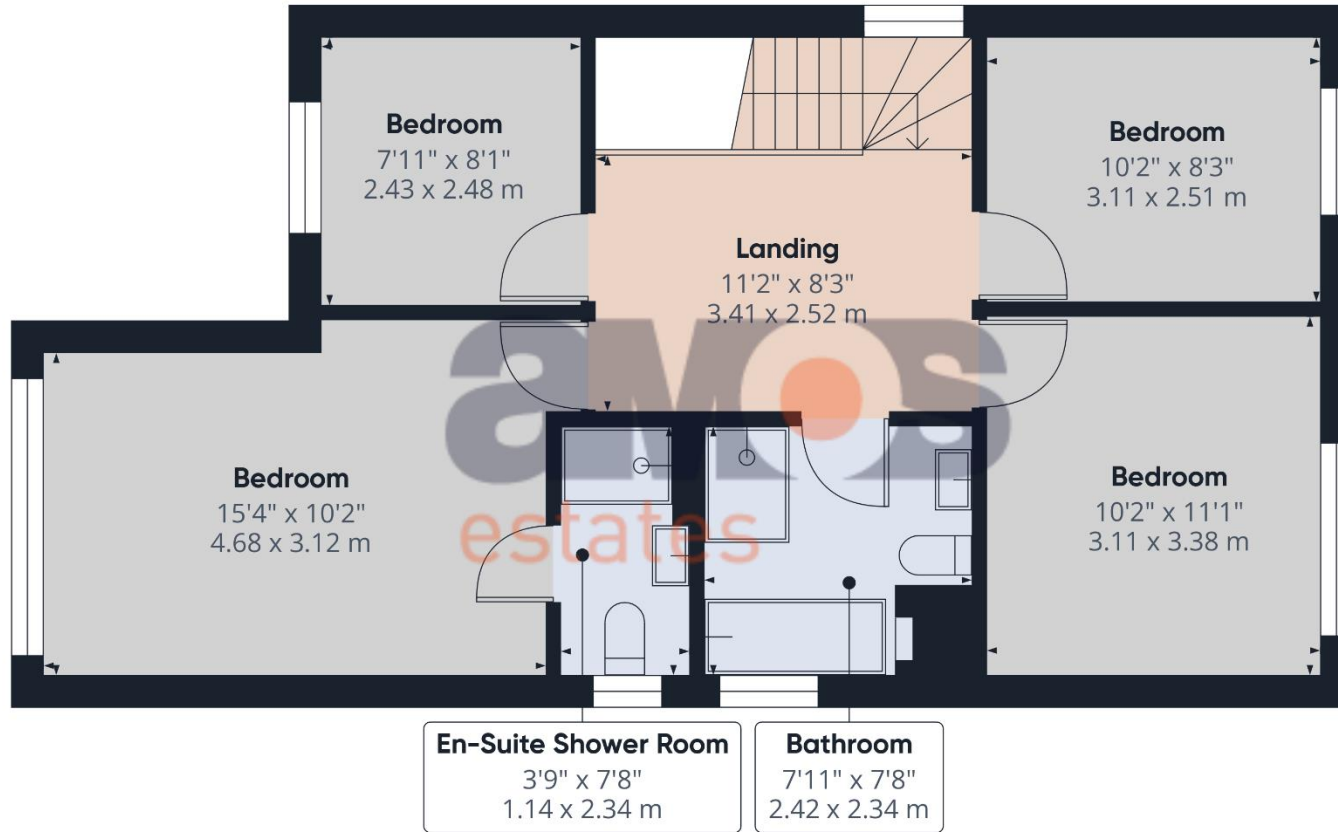 Bedroom
7'11" x 8'1"
2.43 x 2.48 m
Bedroom
10'2" x 8'3"
3.11 x 2.51 m
Landing
11'2" x 8'3"
3.41 x 2.52 m
amos
estates
Bedroom
15'4" x 10'2"
4.68 x 3.12 m
Bedroom
10'2" x 11'1"
3.11 x 3.38 m
En-Suite Shower Room
3'9" x 7'8"
1.14 x 2.34 m
Bathroom
7'11" x 7'8"
2.42 x 2.34 m